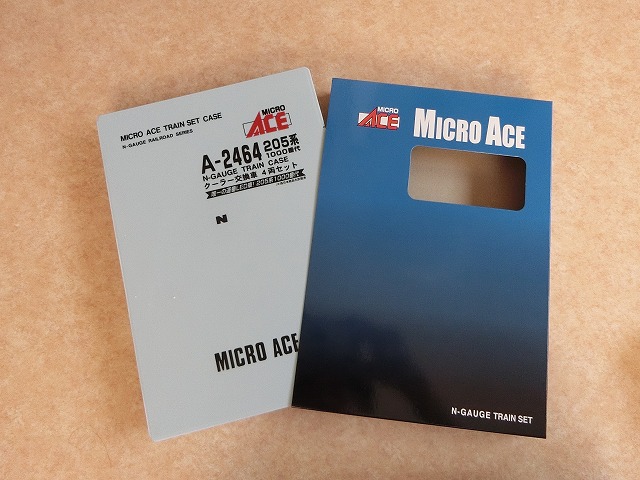 MICRO ACE TRAIN SET CASE
N-GAUGE RAILROAD SERIES
MICRO
ACE
A-2464 205系
1000番代
N-GAUGE TRAIN CASE
クーラー交換車 4両セット
N
MICRO ACE
MICRO
ACE
MICRO ACE
N-GAUGE TRAIN SET